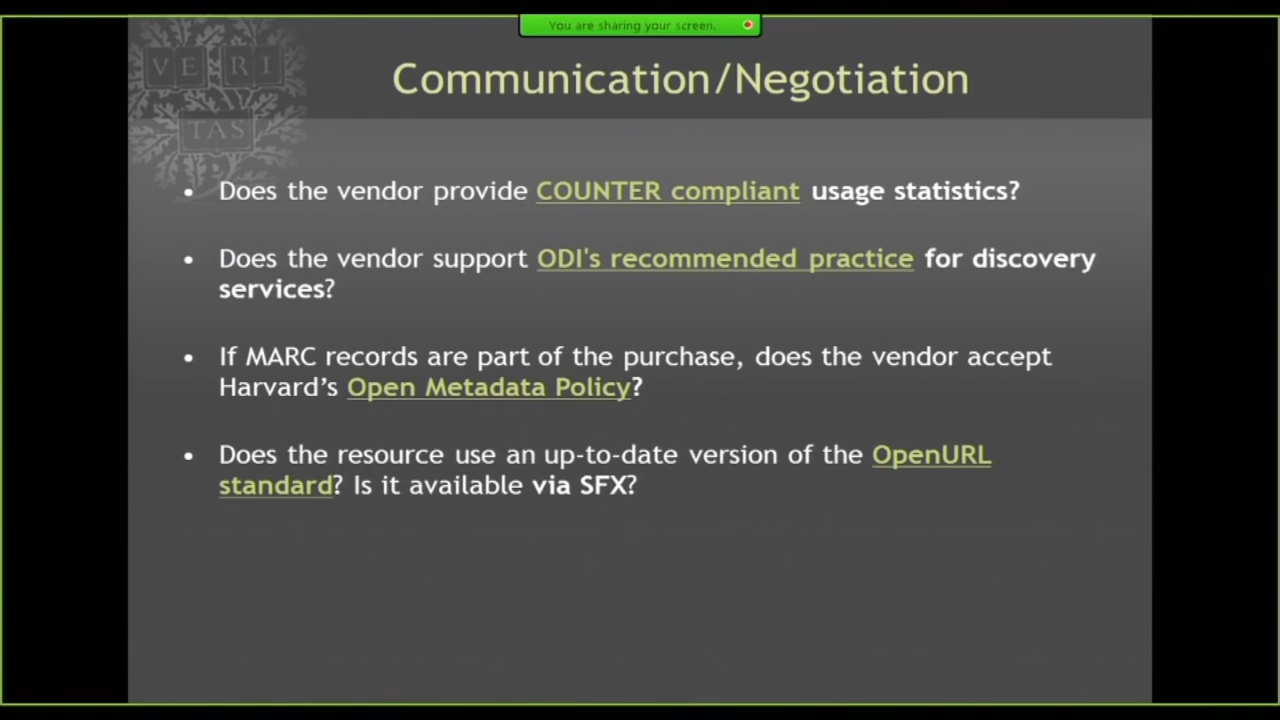 You are sharing your screen.
VE RI
TAS
Communication/Negotiation
• Does the vendor provide COUNTER compliant usage statistics?
• Does the vendor support ODI's recommended practice for discovery
services?
• If MARC records are part of the purchase, does the vendor accept
Harvard’s Open Metadata Policy?
• Does the resource use an up-to-date version of the OpenURL
standard? Is it available via SFX?